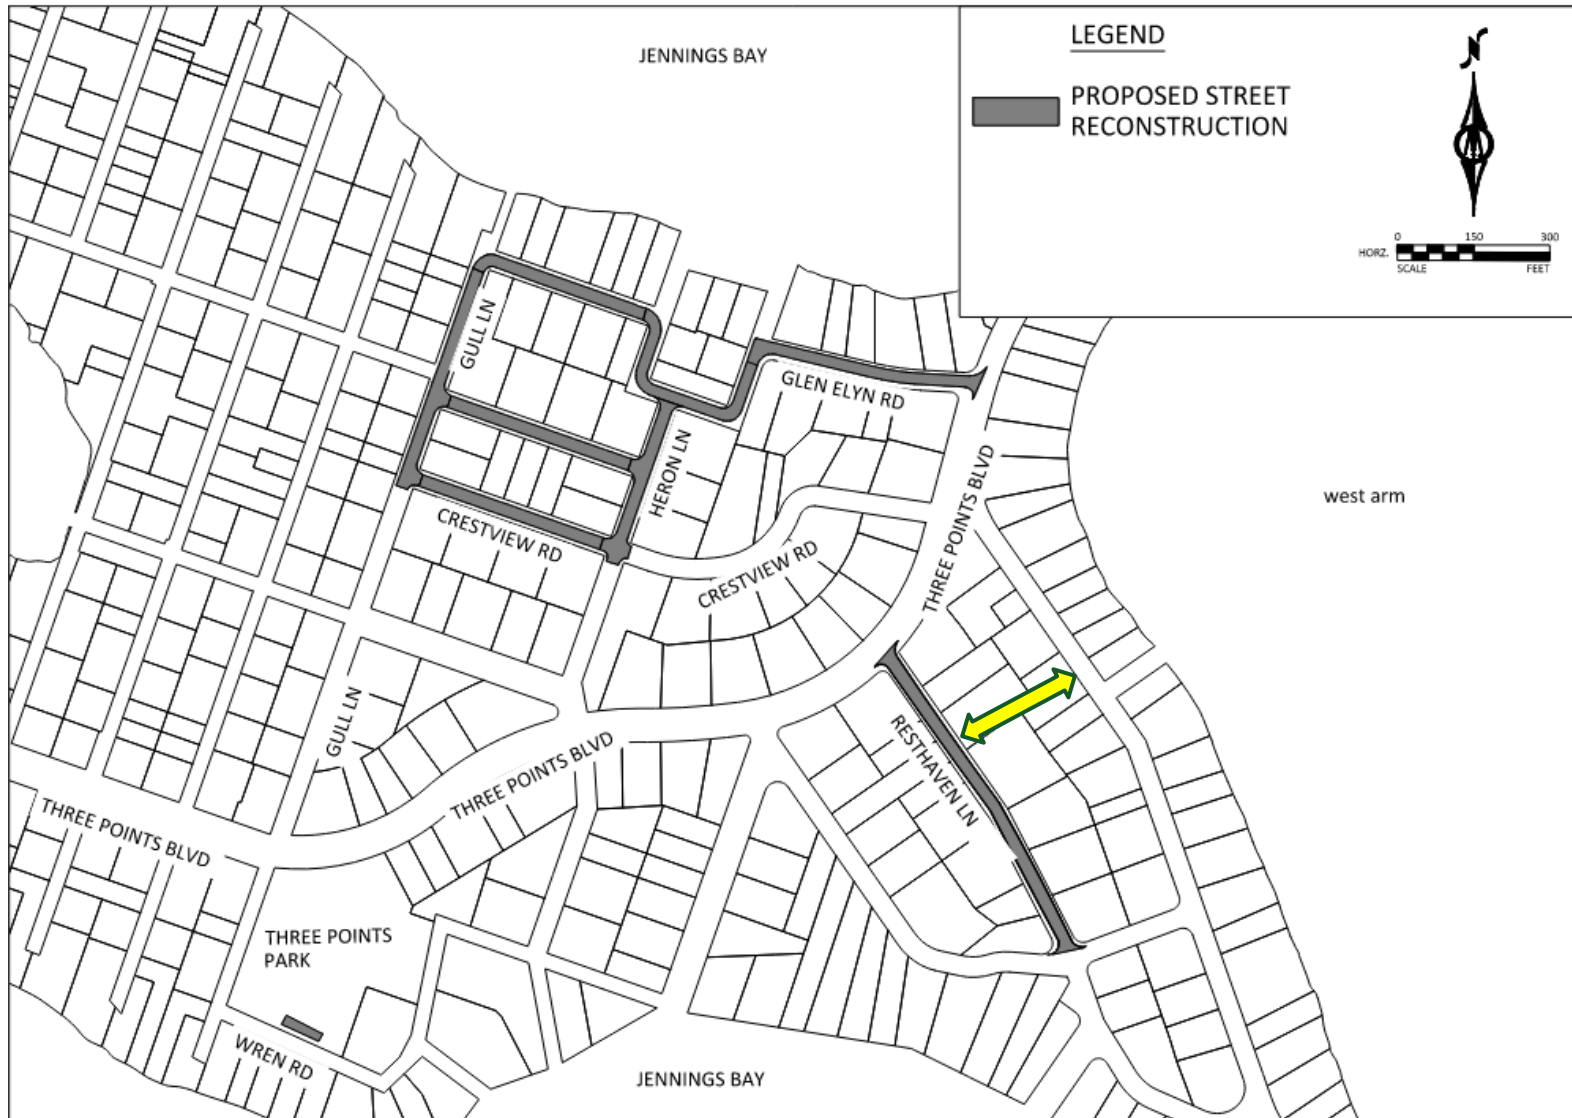 JENNINGS BAY
LEGEND
PROPOSED STREET
RECONSTRUCTION
N
0 150 300
HORZ.
SCALE FEET
GULL LN
GLEN ELYN RD
HERON LN
CRESTVIEW RD
CRESTVIEW RD
THREE POINTS BLVD
west arm
GULL LN
RESTHAVEN LN
THREE POINTS BLVD
THREE POINTS BLVD
THREE POINTS
PARK
WREN RD
JENNINGS BAY